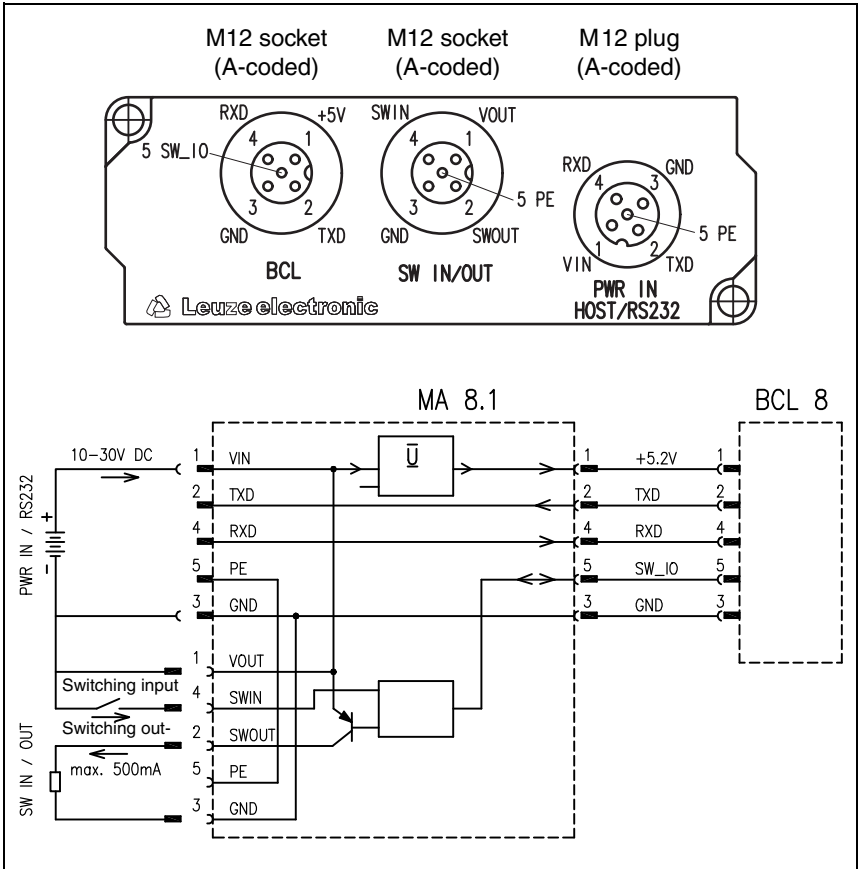 M12 socket M12 socket M12 plug
(A-coded) (A-coded) (A-coded)
RXD +5V SWIN VOUT
4 1 4 1
5 SW_IO
RXD GND
4 3
5 PE
3 2 3 2
5 PE
GND TXD GND SWOUT
1 2
VIN TXD
BCL SW IN/OUT
PWR IN
HOST/RS232
Leuze electronic
MA 8.1 BCL 8
10-30V DC 1 VIN U 1 +5.2V 1
2 TXD 2 TXD 2
PWR IN / RS232
+
-
4 RXD 4 RXD 4
5 PE 5 SW_IO 5
3 GND 3 GND 3
1 VOUT
Switching input 4 SWIN
Switching out- 2 SWOUT
max. 500mA
SW IN / OUT
5 PE
3 GND